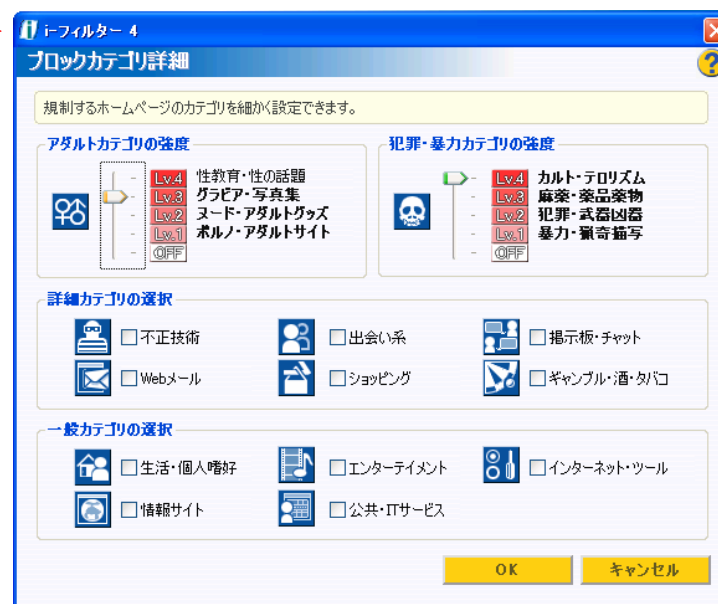 i-フィルター 4
ブロックカテゴリ詳細
?
規制するホームページのカテゴリを細かく設定できます。
アダルトカテゴリの強度
Lv.4 性教育・性の話題
Lv.3 グラビア・写真集
Lv.2 ヌード・アダルトグッズ
Lv.1 ポルノ・アダルトサイト
OFF
犯罪・暴力カテゴリの強度
Lv.4 カルト・テロリズム
Lv.3 麻薬・薬品薬物
Lv.2 犯罪・武器凶器
Lv.1 暴力・猟奇描写
OFF
詳細カテゴリの選択
不正技術 出会い系 掲示板・チャット
Webメール ショッピング ギャンブル・酒・タバコ
一般カテゴリの選択
生活・個人嗜好 エンターテイメント インターネット・ツール
情報サイト 公共・ITサービス
OK キャンセル